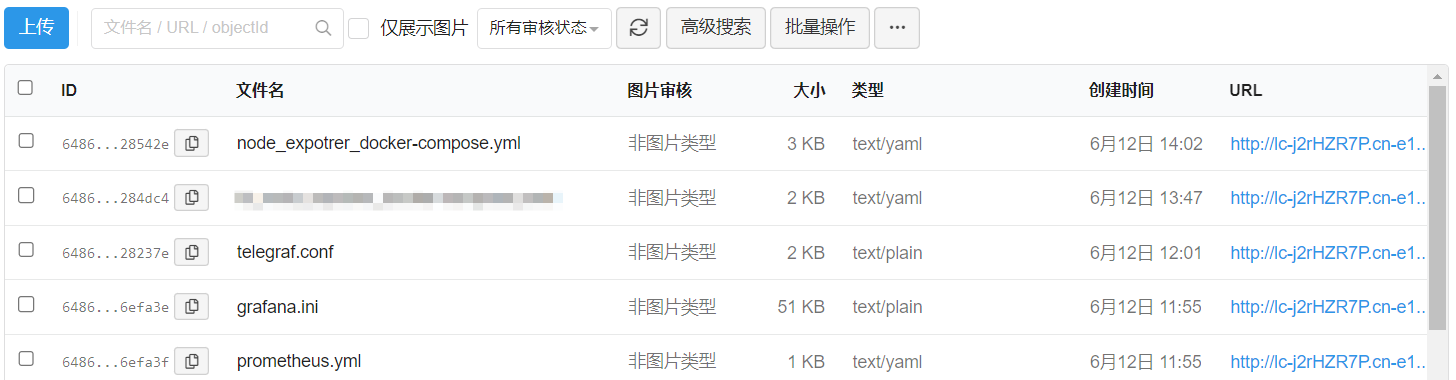 上传 文件名 / URL / objectId 仅展示图片 所有审核状态 高级搜索 批量操作 ...
ID 文件名 图片审核 大小 类型 创建时间 URL
6486...28542e node_expotrer_docker-compose.yml 非图片类型 3 KB text/yaml 6月12日 14:02 http://lc-j2rHZR7P.cn-e1..
6486...284dc4 非图片类型 2 KB text/yaml 6月12日 13:47 http://lc-j2rHZR7P.cn-e1..
6486...28237e telegraf.conf 非图片类型 2 KB text/plain 6月12日 12:01 http://lc-j2rHZR7P.cn-e1..
6486...6efa3e grafana.ini 非图片类型 51 KB text/plain 6月12日 11:55 http://lc-j2rHZR7P.cn-e1..
6486...6efa3f prometheus.yml 非图片类型 1 KB text/yaml 6月12日 11:55 http://lc-j2rHZR7P.cn-e1..